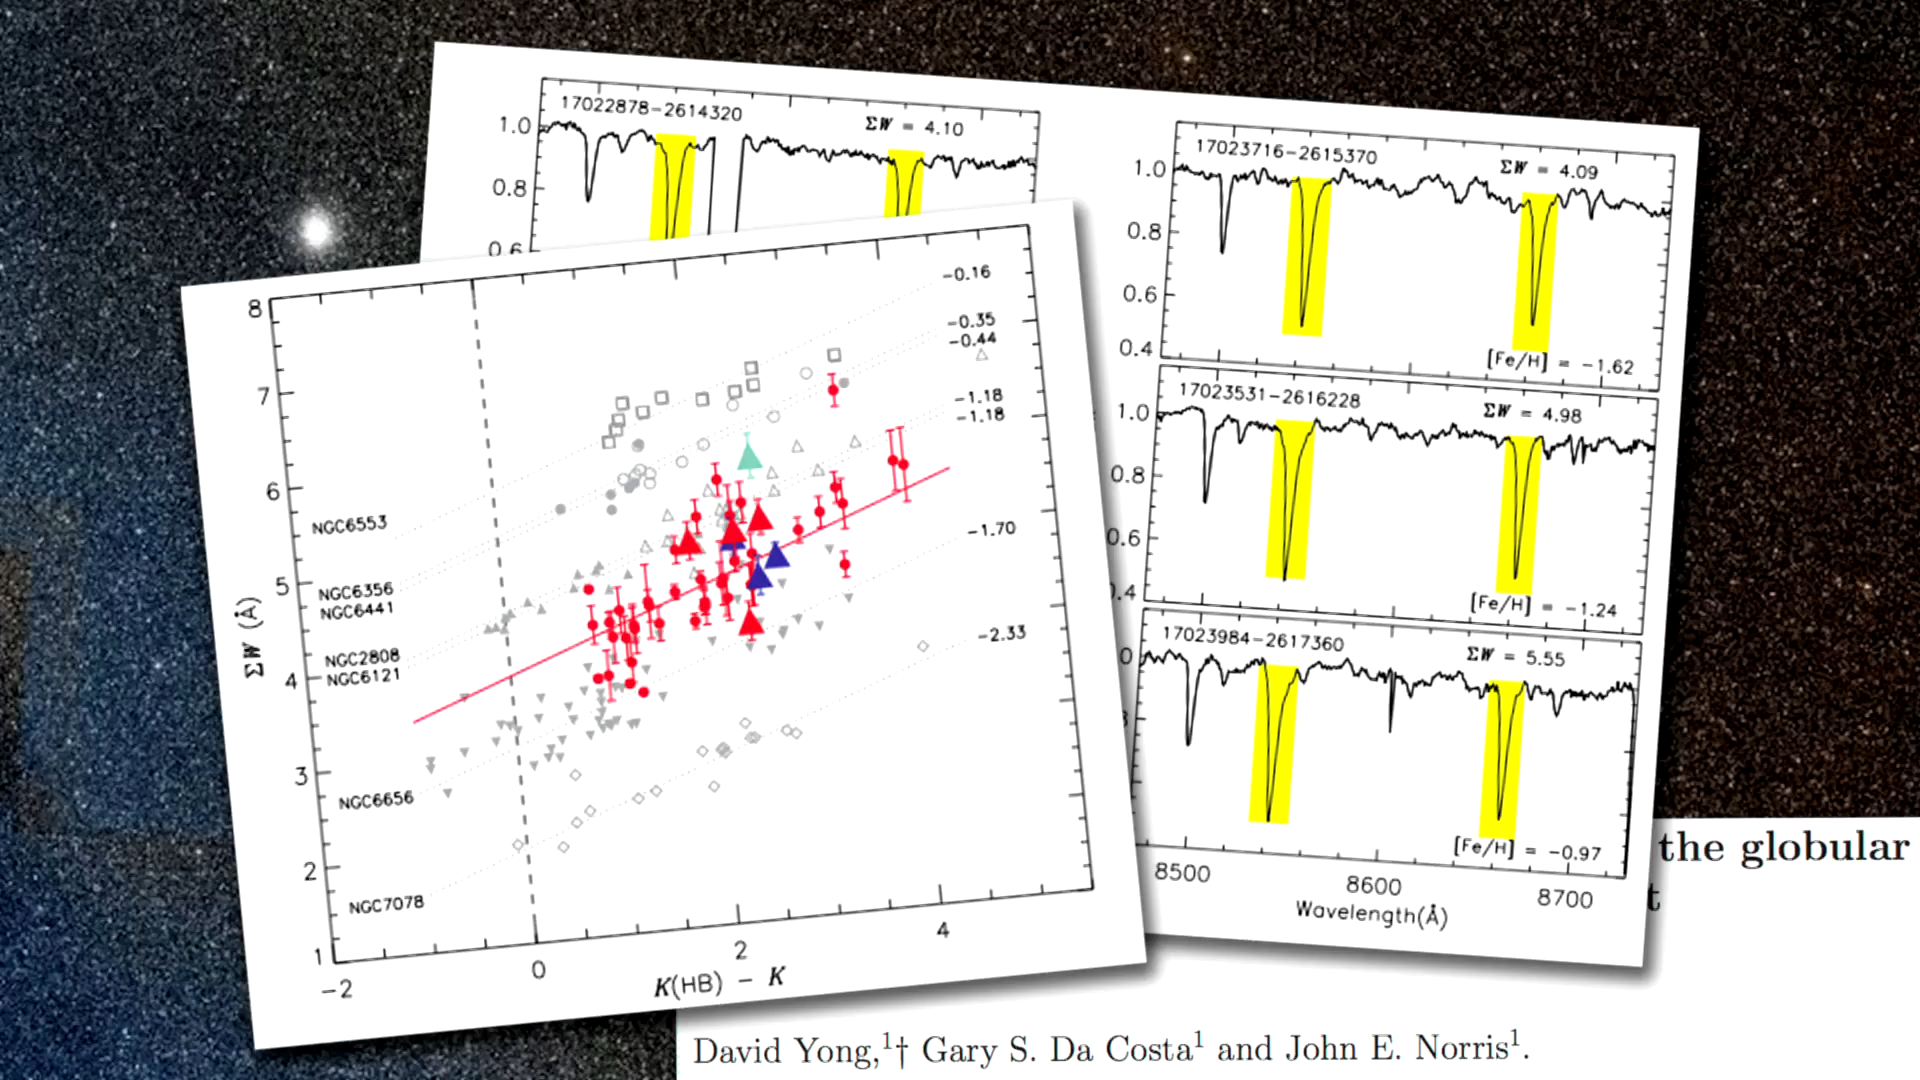 17022878−2614320
ΣW = 4.10
1.0
0.8
0.6
17023716−2615370
ΣW = 4.09
1.0
0.8
0.6
0.4
[Fe/H] = −1.62
17023531−2616228
ΣW = 4.98
1.0
0.8
0.6
0.4
[Fe/H] = −1.24
17023984−2617360
ΣW = 5.55
[Fe/H] = −0.97
8500
8600
8700
Wavelength(Å)
8
7
6
5
4
3
2
1
ΣW (Å)
−0.16
−0.35
−0.44
−1.18
−1.18
−1.70
−2.33
NGC6553
NGC6356
NGC6441
NGC2808
NGC6121
NGC6656
NGC7078
−2
0
2
4
K(HB) − K
the globular
David Yong,¹† Gary S. Da Costa¹ and John E. Norris¹.